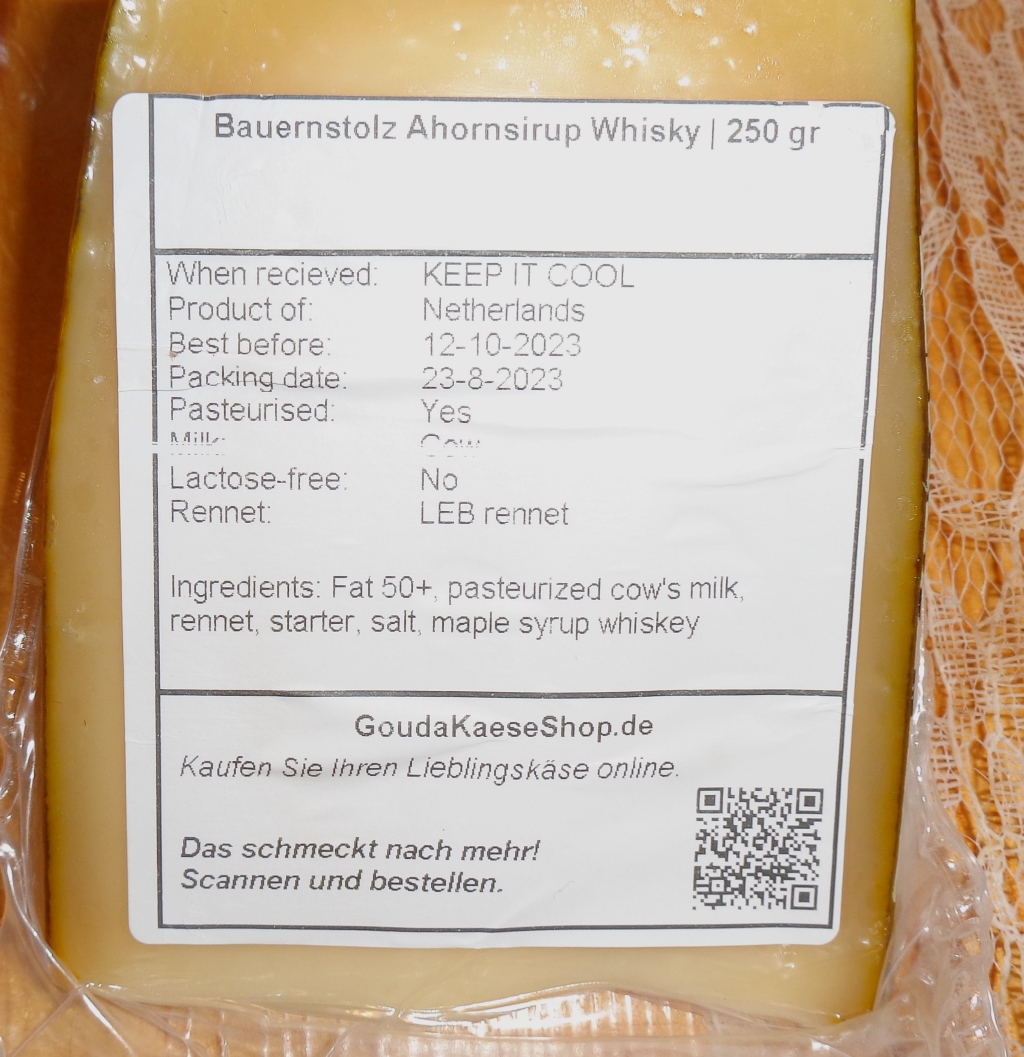 Bauernstolz Ahornsirup Whisky | 250 gr
When recieved: KEEP IT COOL
Product of: Netherlands
Best before: 12-10-2023
Packing date: 23-8-2023
Pasteurised: Yes
Milk: Cow
Lactose-free: No
Rennet: LEB rennet
Ingredients: Fat 50+, pasteurized cow's milk,
rennet, starter, salt, maple syrup whiskey
GoudaKaeseShop.de
Kaufen Sie Ihren Lieblingskäse online.
Das schmeckt nach mehr!
Scannen und bestellen.